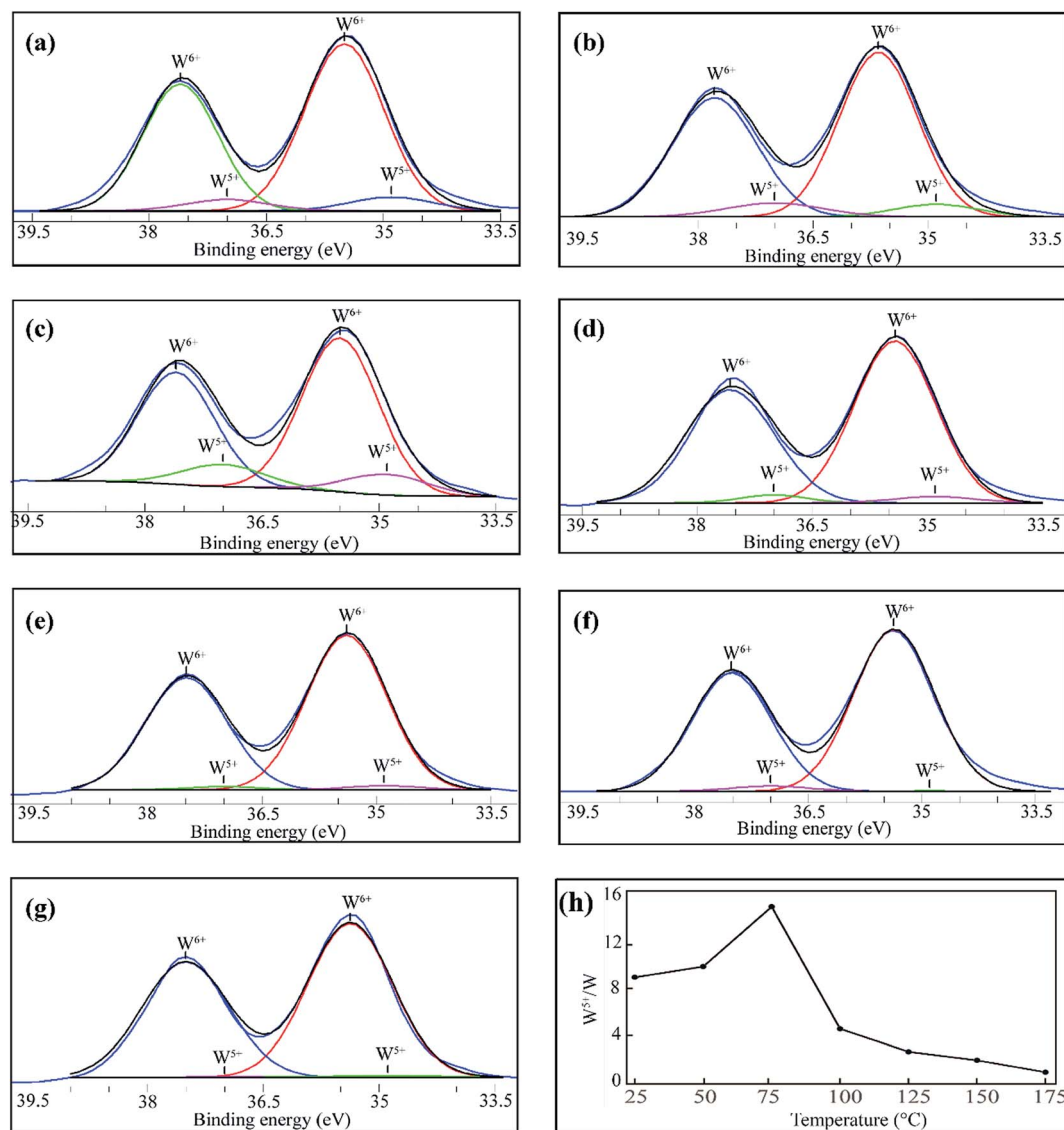 (a)
W⁶⁺
W⁶⁺
W⁵⁺
W⁵⁺
39.5 38 36.5 35 33.5
Binding energy (eV)
(b)
W⁶⁺
W⁶⁺
W⁵⁺
W⁵⁺
39.5 38 36.5 35 33.5
Binding energy (eV)
(c)
W⁶⁺
W⁶⁺
W⁵⁺
W⁵⁺
39.5 38 36.5 35 33.5
Binding energy (eV)
(d)
W⁶⁺
W⁶⁺
W⁵⁺
W⁵⁺
39.5 38 36.5 35 33.5
Binding energy (eV)
(e)
W⁶⁺
W⁶⁺
W⁵⁺
W⁵⁺
39.5 38 36.5 35 33.5
Binding energy (eV)
(f)
W⁶⁺
W⁶⁺
W⁵⁺
W⁵⁺
39.5 38 36.5 35 33.5
Binding energy (eV)
(g)
W⁶⁺
W⁶⁺
W⁵⁺
W⁵⁺
39.5 38 36.5 35 33.5
Binding energy (eV)
(h)
16
12
8
4
0
W⁵⁺/W
25 50 75 100 125 150 175
Temperature (°C)